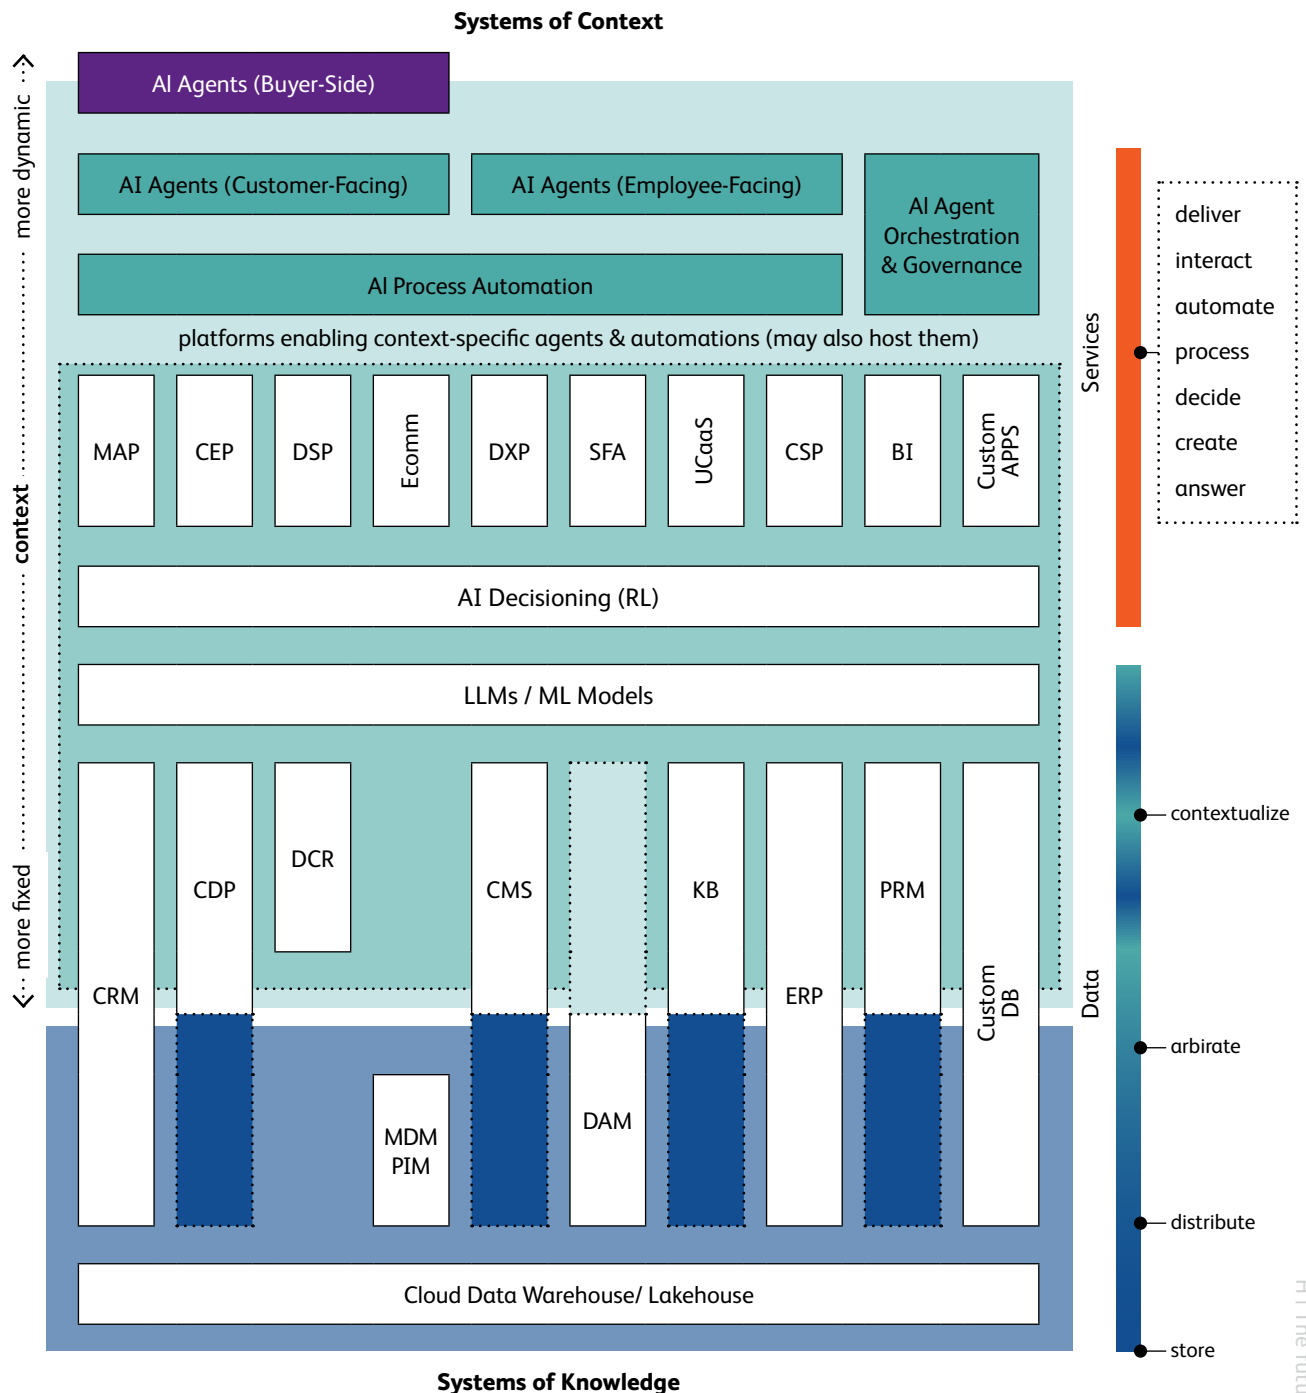 Systems of Context
AI Agents (Buyer-Side)
AI Agents (Customer-Facing)
AI Agents (Employee-Facing)
AI Agent
Orchestration
& Governance
AI Process Automation
platforms enabling context-specific agents & automations (may also host them)
MAP
CEP
DSP
Ecomm
DXP
SFA
UCaaS
CSP
BI
Custom
APPS
AI Decisioning (RL)
LLMs / ML Models
CRM
CDP
DCR
MDM
PIM
CMS
DAM
KB
ERP
PRM
Custom
DB
Cloud Data Warehouse/ Lakehouse
Systems of Knowledge
more dynamic
context
more fixed
Services
deliver
interact
automate
process
decide
create
answer
Data
contextualize
arbirate
distribute
store